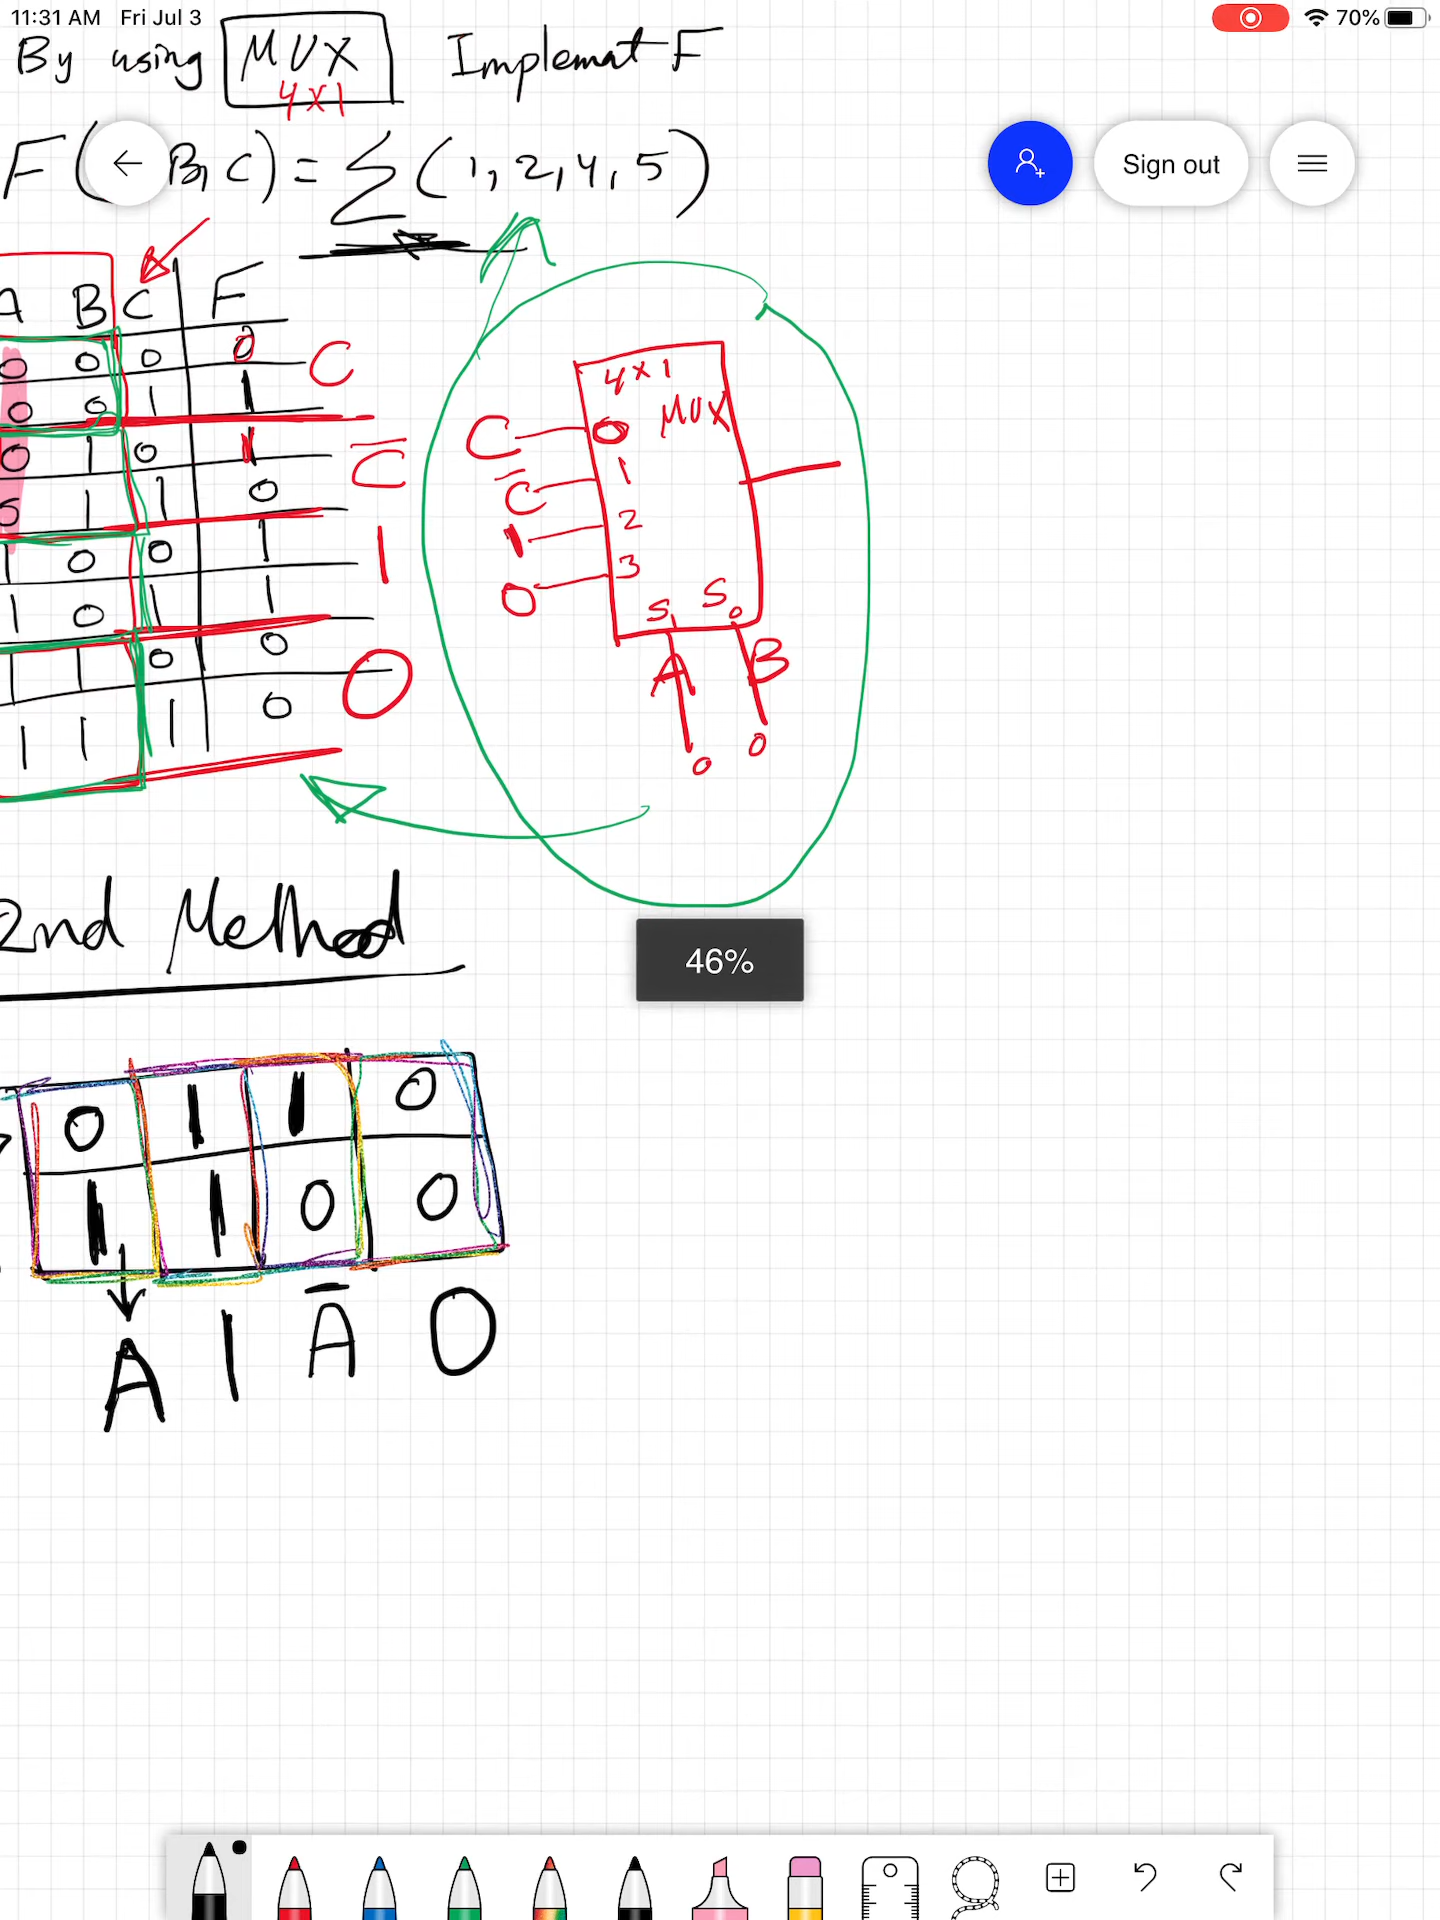 11:31 AM Fri Jul 3
70%
By using MUX Implemat F
4x1
F( B, C) = Σ(1,2,4,5)
Sign out
A B C F
0 0 0 0 C
0 0 1 1
0 1 0 1 C̅
0 1 1 0
1 0 0 1 1
1 0 1 1
1 1 0 0 0
1 1 1 0
4x1
MUX
C 0
C̅ 1
1 2
0 3
S1 S0
A B
0 0
2nd Method
46%
0 1 1 0
1 1 0 0
A 1 A̅ 0